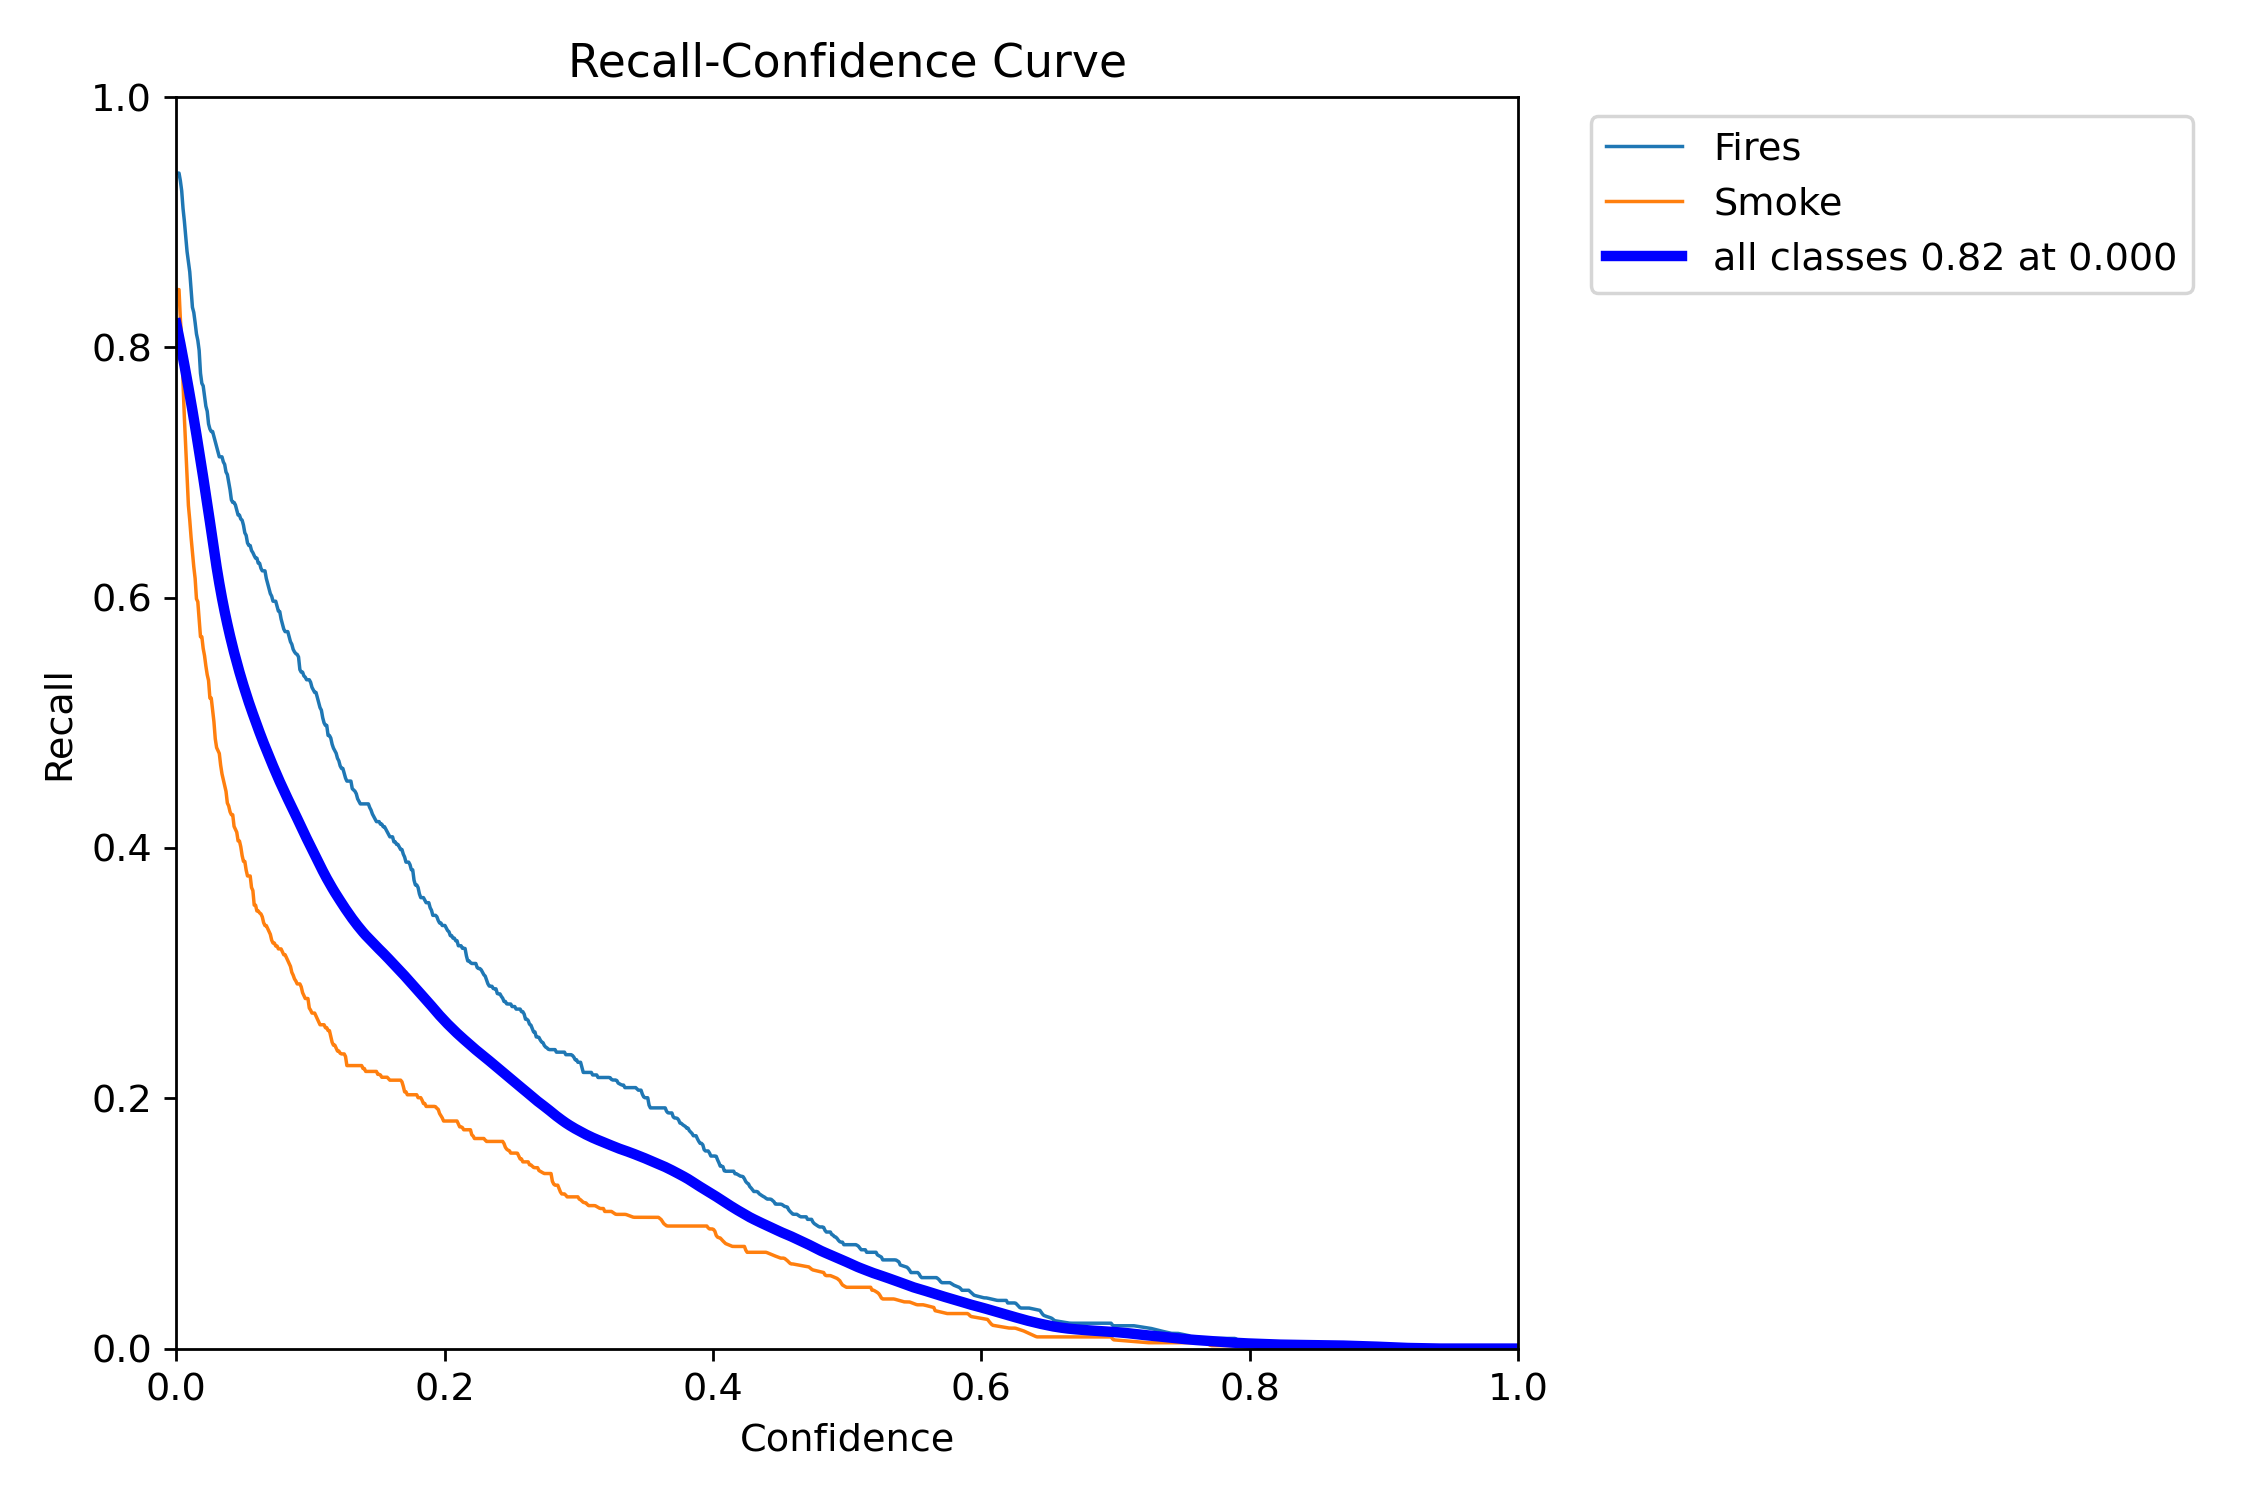 Recall-Confidence Curve
1.0
0.8
0.6
0.4
0.2
0.0
Recall
0.0 0.2 0.4 0.6 0.8 1.0
Confidence
Fires
Smoke
all classes 0.82 at 0.000